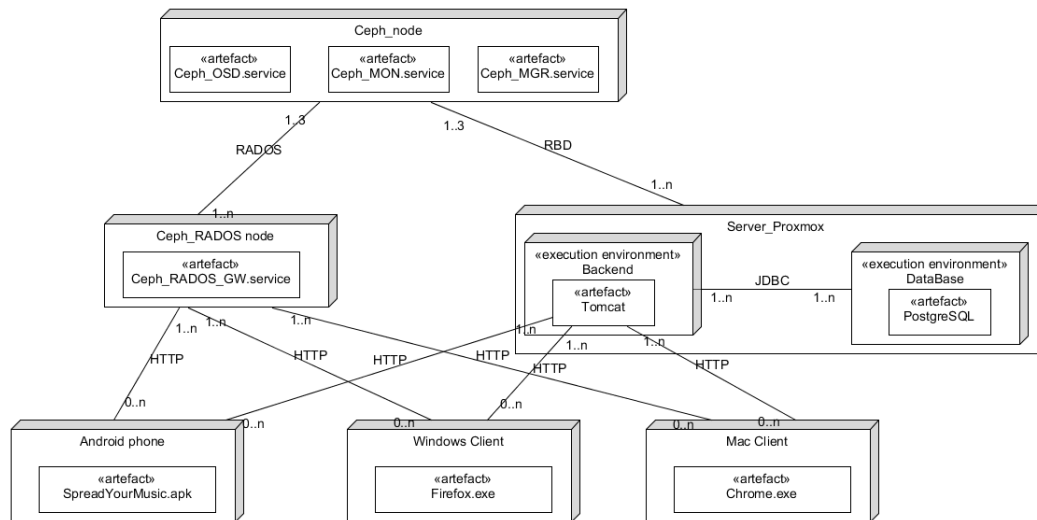 Ceph_node
«artefact»
Ceph_OSD.service
«artefact»
Ceph_MON.service
«artefact»
Ceph_MGR.service
1..3
1..3
RADOS
RBD
1..n
1..n
Ceph_RADOS node
«artefact»
Ceph_RADOS_GW.service
Server_Proxmox
«execution environment»
Backend
«artefact»
Tomcat
JDBC
1..n
1..n
«execution environment»
DataBase
«artefact»
PostgreSQL
1..n
1..n
1..n
1..n
1..n
1..n
HTTP
HTTP
HTTP
HTTP
HTTP
HTTP
0..n
0..n
0..n
0..n
0..n
0..n
Android phone
«artefact»
SpreadYourMusic.apk
Windows Client
«artefact»
Firefox.exe
Mac Client
«artefact»
Chrome.exe